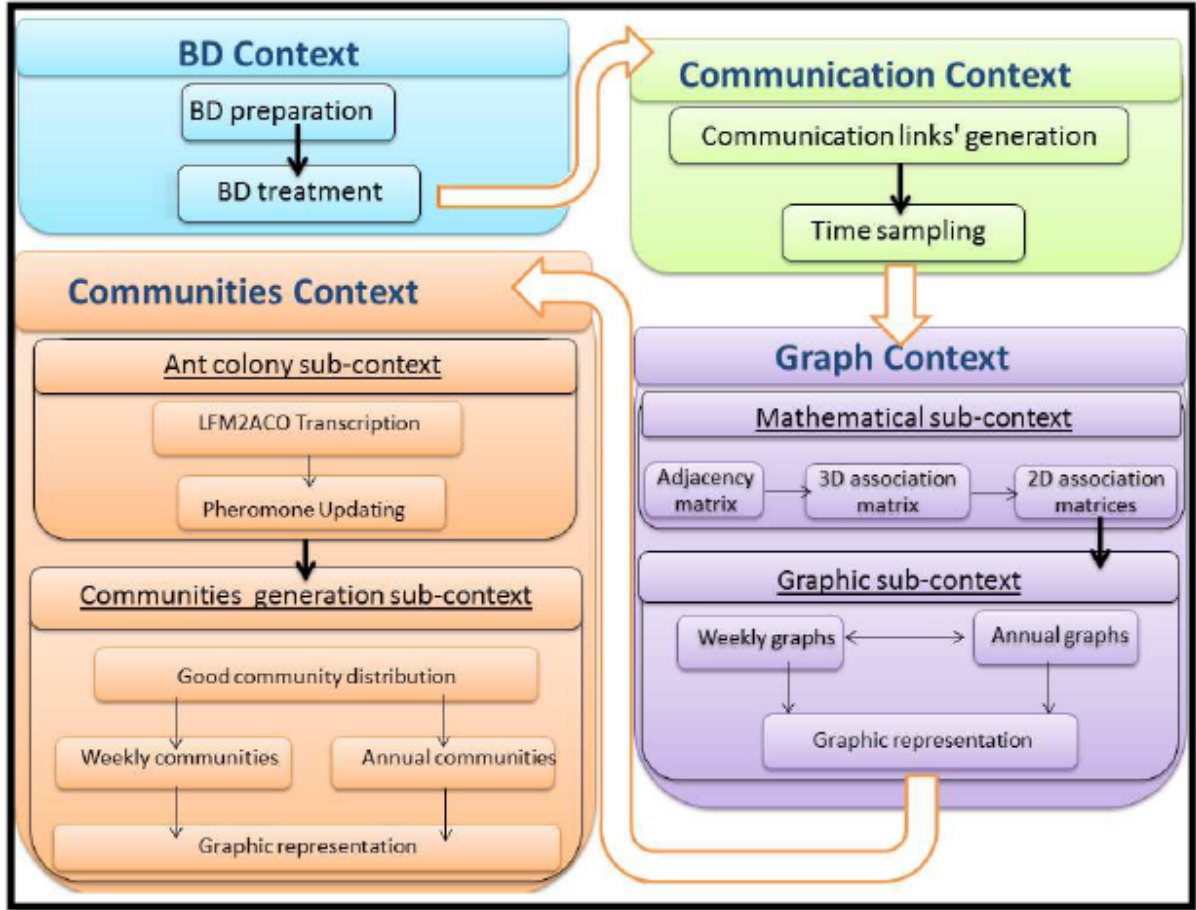 BD Context
BD preparation
BD treatment
Communication Context
Communication links' generation
Time sampling
Graph Context
Mathematical sub-context
Adjacency
matrix
3D association
matrix
2D association
matrices
Graphic sub-context
Weekly graphs
Annual graphs
Graphic representation
Communities Context
Ant colony sub-context
LFM2ACO Transcription
Pheromone Updating
Communities generation sub-context
Good community distribution
Weekly communities
Annual communities
Graphic representation